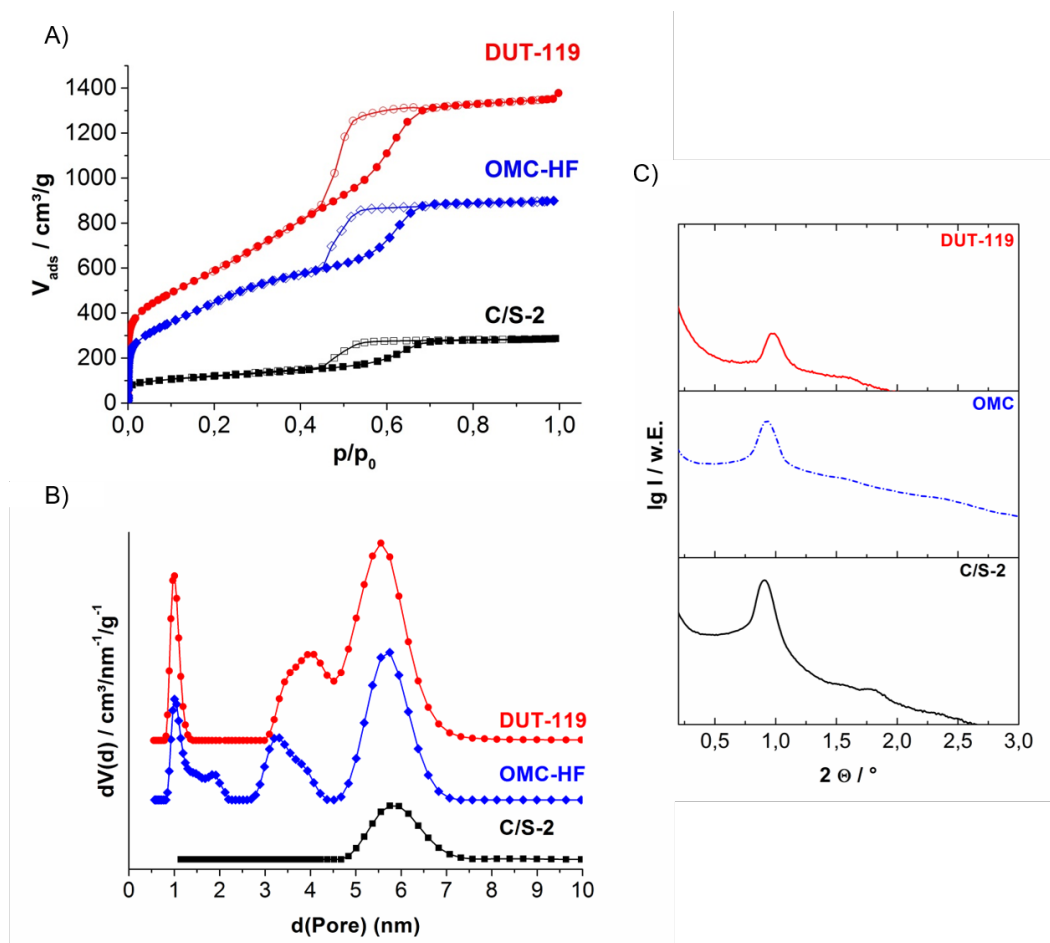 A)
DUT-119
OMC-HF
C/S-2
1400
1200
1000
800
600
400
200
0
V_ads / cm³/g
0,0 0,2 0,4 0,6 0,8 1,0
p/p₀
B)
DUT-119
OMC-HF
C/S-2
dV(d) / cm³/nm⁻¹/g⁻¹
0 1 2 3 4 5 6 7 8 9 10
d(Pore) (nm)
C)
DUT-119
OMC
C/S-2
lg I / w.E.
0,5 1,0 1,5 2,0 2,5 3,0
2 Θ / °